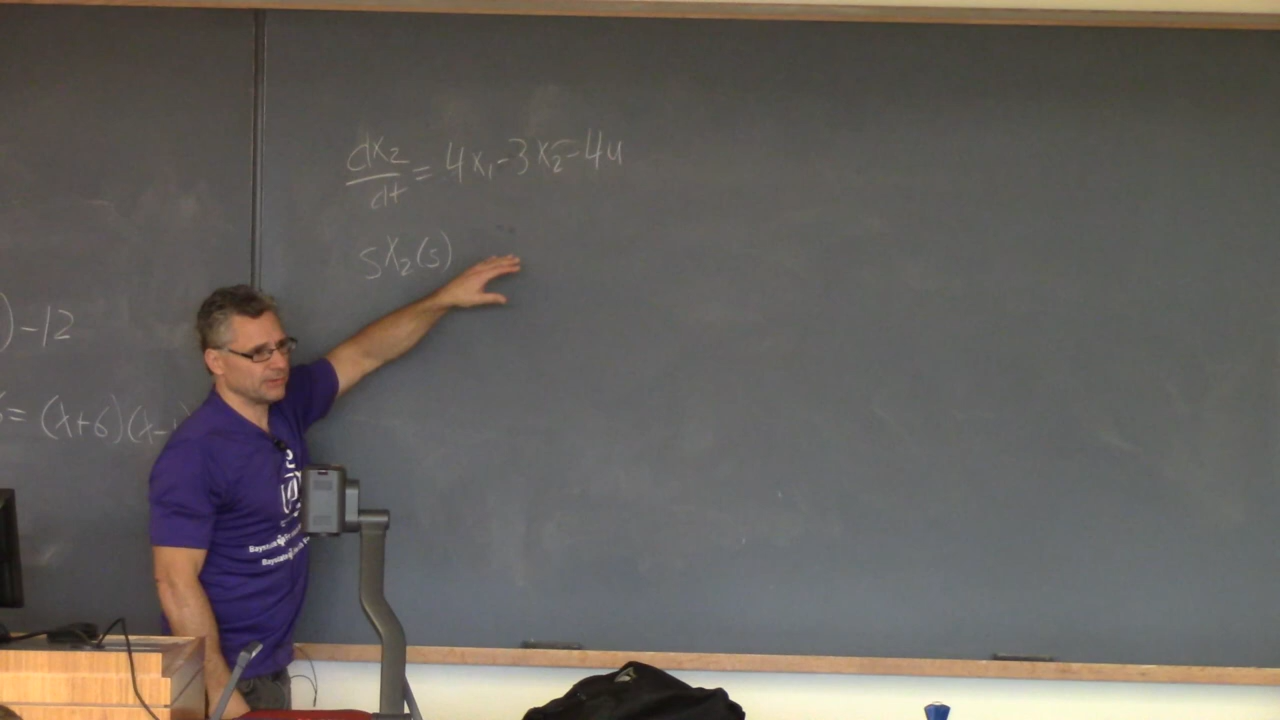 )-12
= (λ+6)(λ-
dx₂/dt = 4x₁-3x₂-4u
sX₂(s)